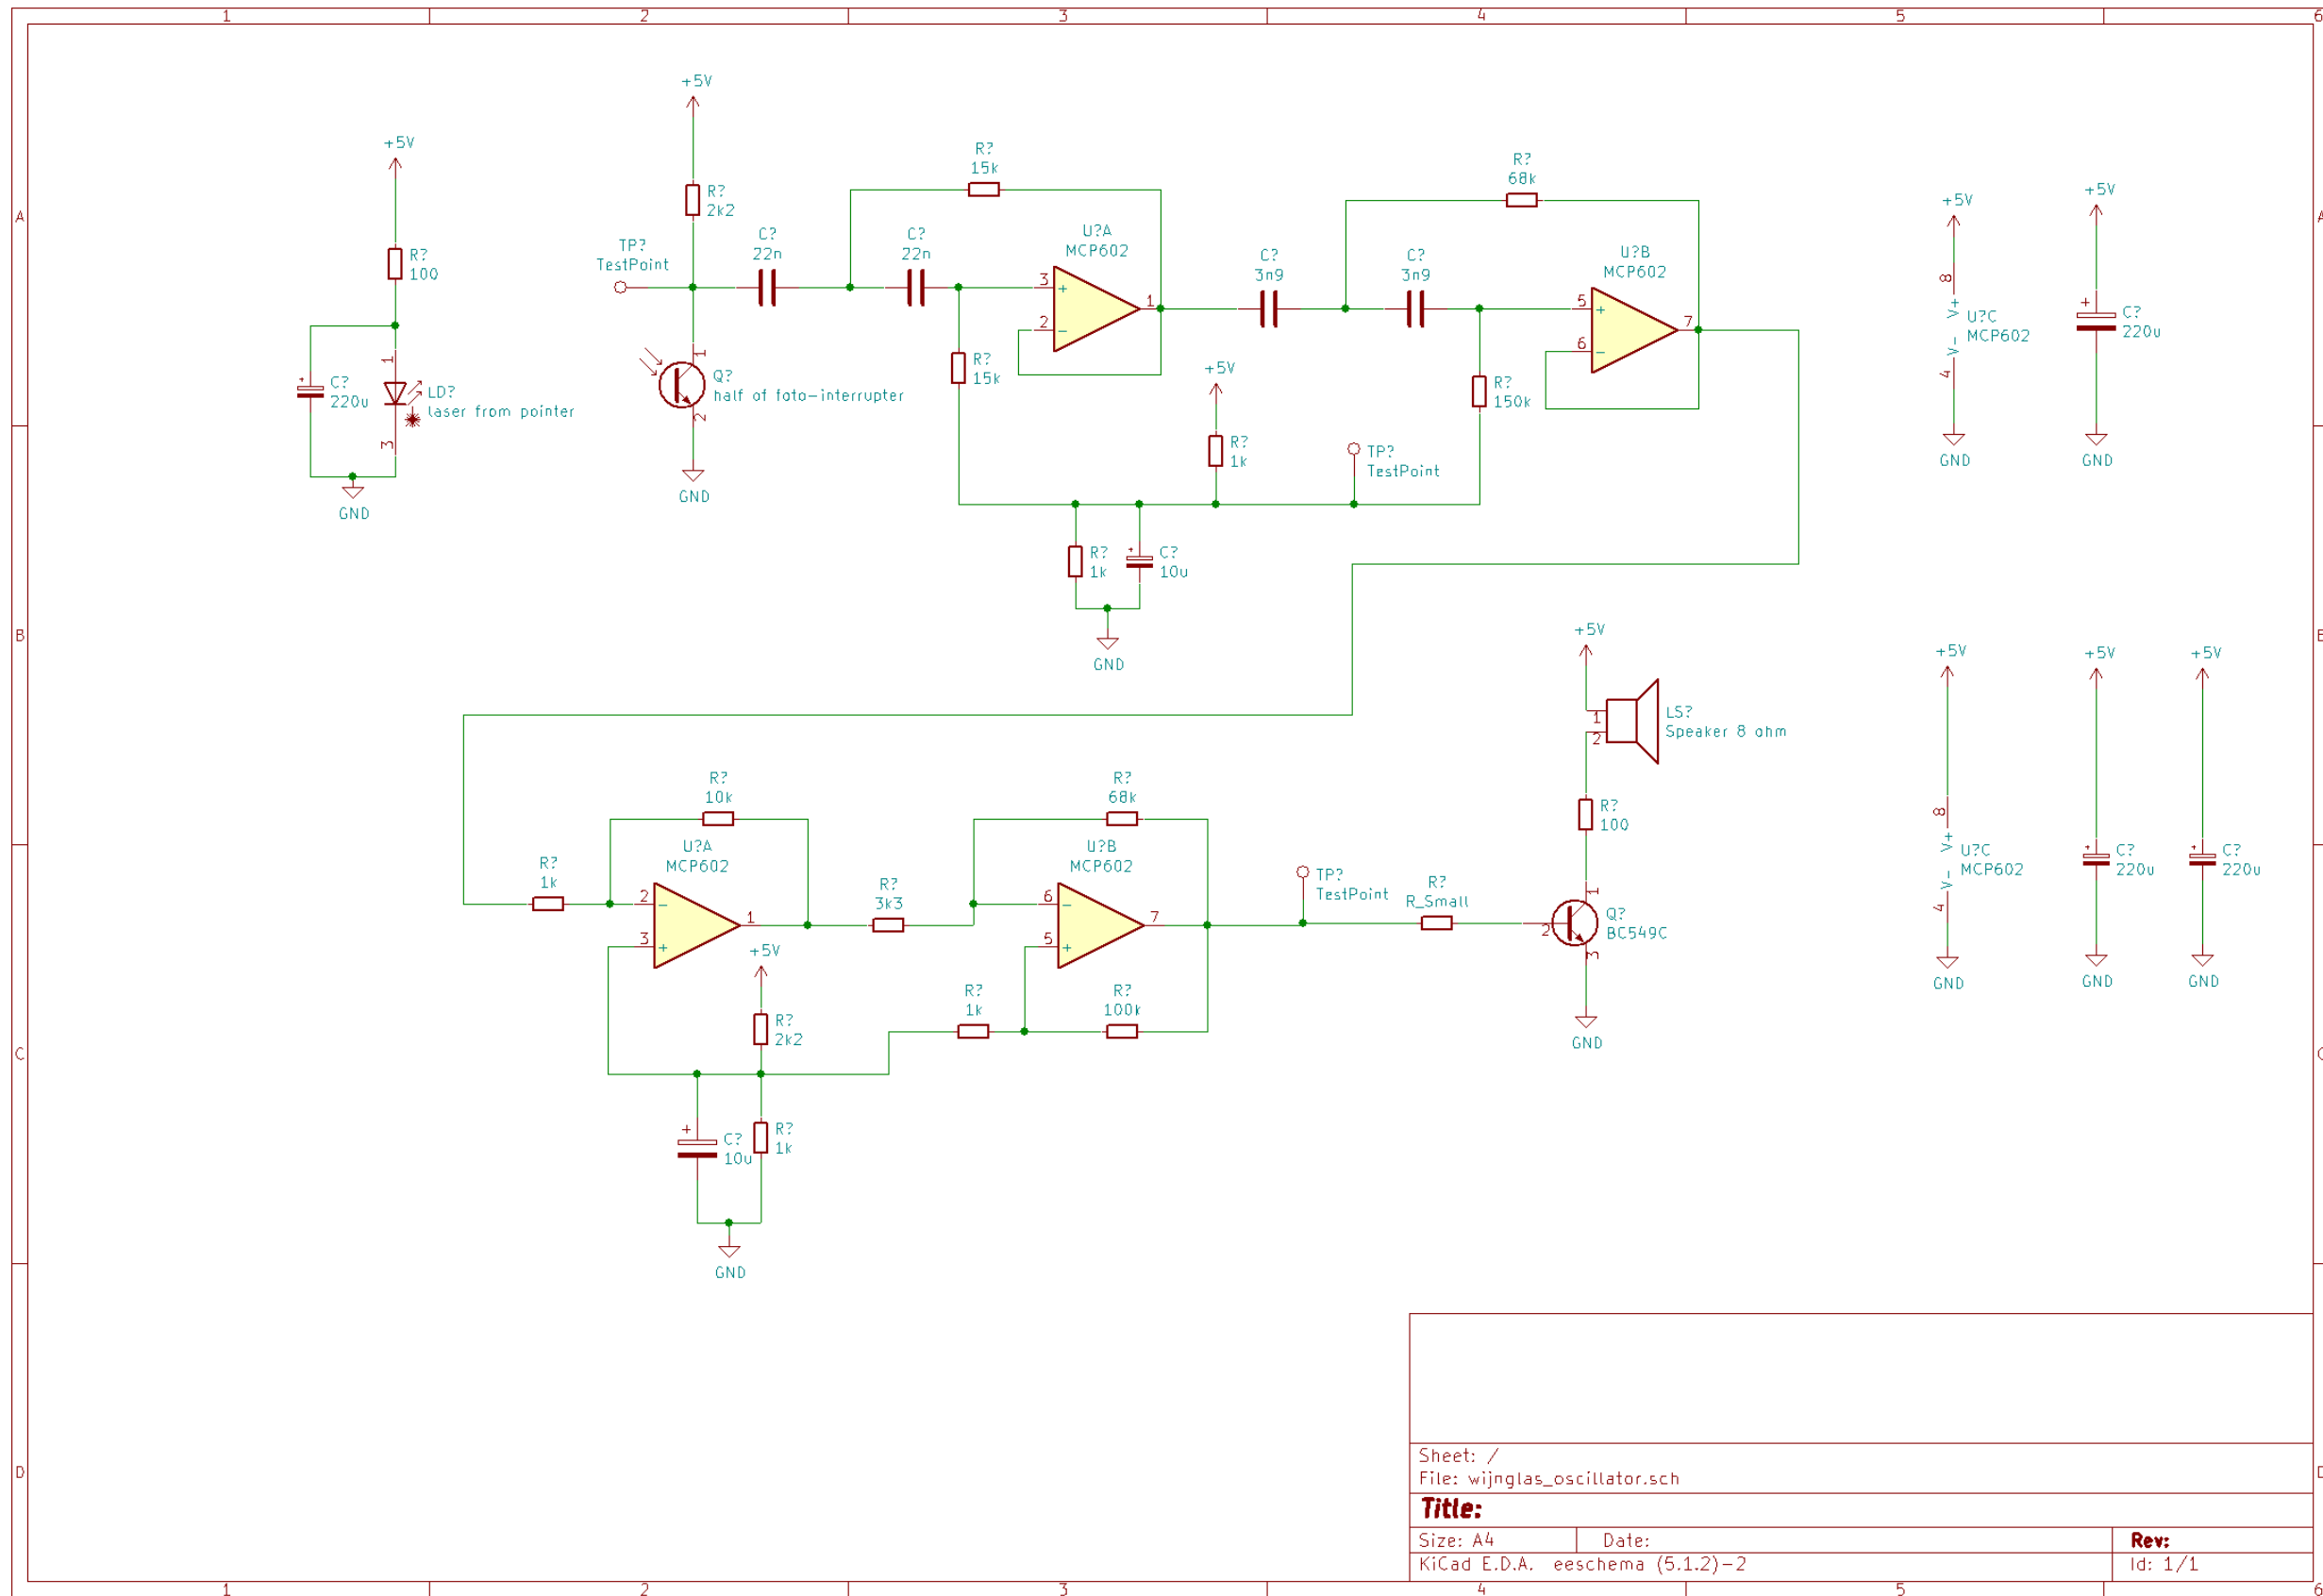 1 2 3 4 5 6
A
+5V
R?
100
C?
220u
1
LD?
laser from pointer
3
GND
+5V
R?
2k2
TP?
TestPoint
1
Q?
half of foto-interrupter
2
GND
C?
22n
C?
22n
R?
15k
U?A
MCP602
3
+
2
-
1
R?
15k
C?
3n9
C?
3n9
R?
68k
U?B
MCP602
5
+
6
-
7
R?
150k
+5V
R?
1k
TP?
TestPoint
R?
1k
C?
10u
GND
+5V
8
V+
U?C
MCP602
V-
4
GND
+5V
+
C?
220u
GND
A
B
B
R?
1k
R?
10k
U?A
MCP602
2
-
3
+
1
+5V
R?
2k2
+
C?
10u
R?
1k
GND
R?
3k3
R?
68k
U?B
MCP602
6
-
5
+
7
R?
1k
R?
100k
TP?
TestPoint
R?
R_Small
+5V
1
2
LS?
Speaker 8 ohm
R?
100
1
2
Q?
BC549C
3
GND
+5V
8
V+
U?C
MCP602
V-
4
GND
+5V
C?
220u
GND
+5V
C?
220u
GND
C
C
D
D
Sheet: /
File: wijnglas_oscillator.sch
Title:
Size: A4 Date: Rev:
KiCad E.D.A. eeschema (5.1.2)-2 Id: 1/1
1 2 3 4 5 6